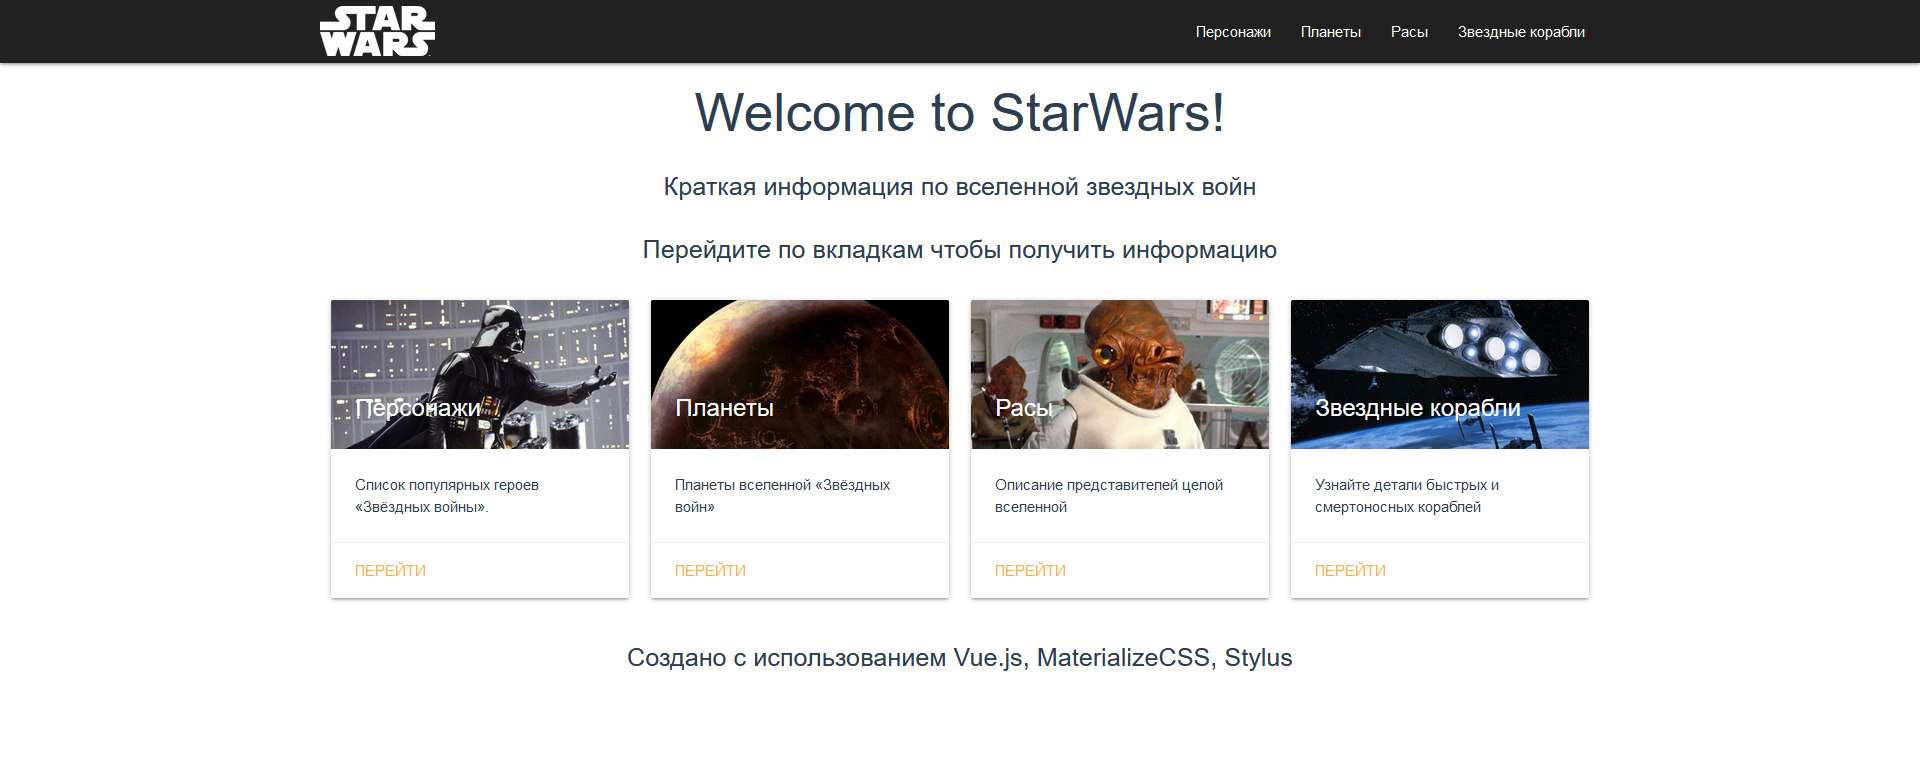 STAR
WARS
Персонажи Планеты Расы Звездные корабли
Welcome to StarWars!
Краткая информация по вселенной звездных войн
Перейдите по вкладкам чтобы получить информацию
Персонажи
Список популярных героев
«Звёздных войны».
ПЕРЕЙТИ
Планеты
Планеты вселенной «Звёздных
войн»
ПЕРЕЙТИ
Расы
Описание представителей целой
вселенной
ПЕРЕЙТИ
Звездные корабли
Узнайте детали быстрых и
смертоносных кораблей
ПЕРЕЙТИ
Создано с использованием Vue.js, MaterializeCSS, Stylus